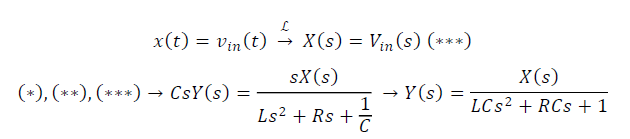 x(t) = v_in(t) →^ℒ X(s) = V_in(s) (∗∗∗)
(∗), (∗∗), (∗∗∗) → CsY(s) = sX(s) / (Ls² + Rs + 1/C) → Y(s) = X(s) / (LCs² + RCs + 1)